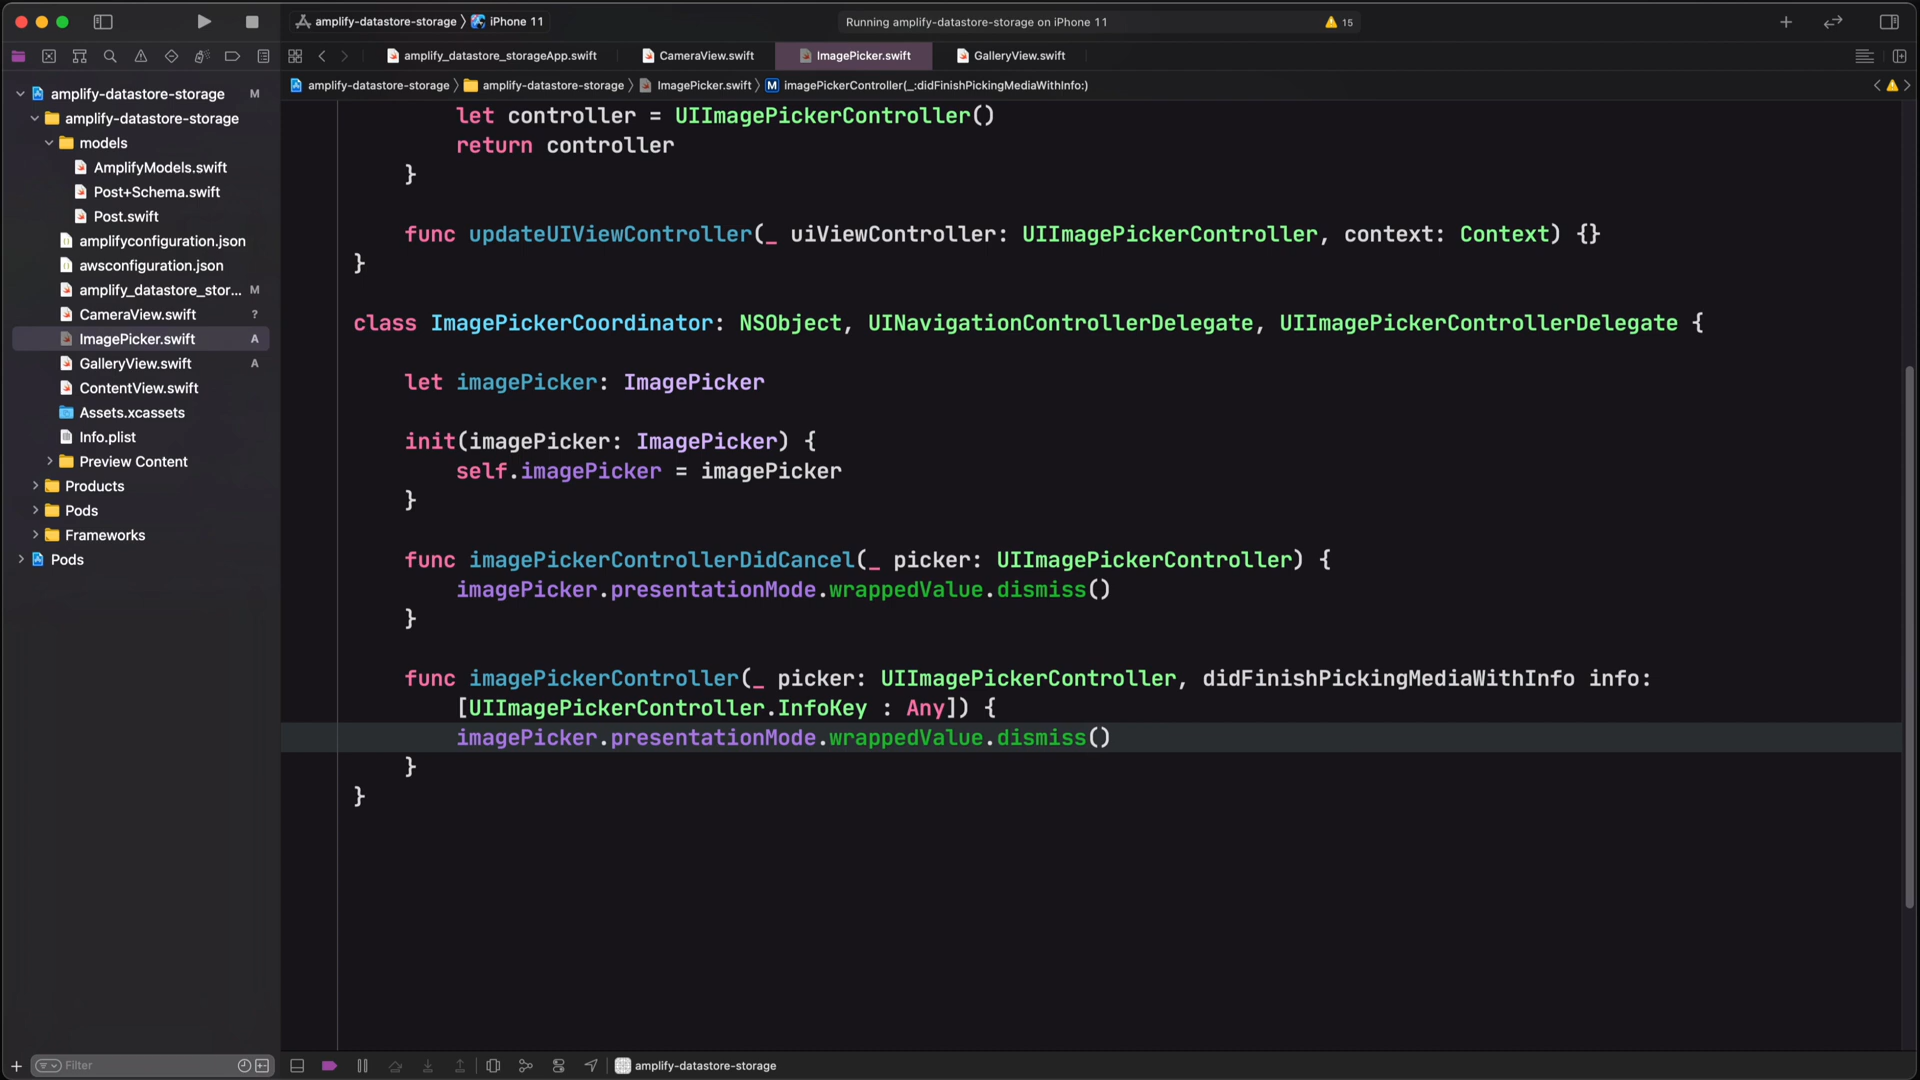 amplify-datastore-storage
iPhone 11
Running amplify-datastore-storage on iPhone 11
15
amplify_datastore_storageApp.swift
CameraView.swift
ImagePicker.swift
GalleryView.swift
amplify-datastore-storage
amplify-datastore-storage
ImagePicker.swift
M
imagePickerController(_:didFinishPickingMediaWithInfo:)
amplify-datastore-storage M
amplify-datastore-storage
models
AmplifyModels.swift
Post+Schema.swift
Post.swift
amplifyconfiguration.json
awsconfiguration.json
amplify_datastore_stor... M
CameraView.swift ?
ImagePicker.swift A
GalleryView.swift A
ContentView.swift
Assets.xcassets
Info.plist
Preview Content
Products
Pods
Frameworks
Pods
let controller = UIImagePickerController()
return controller
}
func updateUIViewController(_ uiViewController: UIImagePickerController, context: Context) {}
}
class ImagePickerCoordinator: NSObject, UINavigationControllerDelegate, UIImagePickerControllerDelegate {
let imagePicker: ImagePicker
init(imagePicker: ImagePicker) {
self.imagePicker = imagePicker
}
func imagePickerControllerDidCancel(_ picker: UIImagePickerController) {
imagePicker.presentationMode.wrappedValue.dismiss()
}
func imagePickerController(_ picker: UIImagePickerController, didFinishPickingMediaWithInfo info:
[UIImagePickerController.InfoKey : Any]) {
imagePicker.presentationMode.wrappedValue.dismiss()
}
}
Filter
amplify-datastore-storage